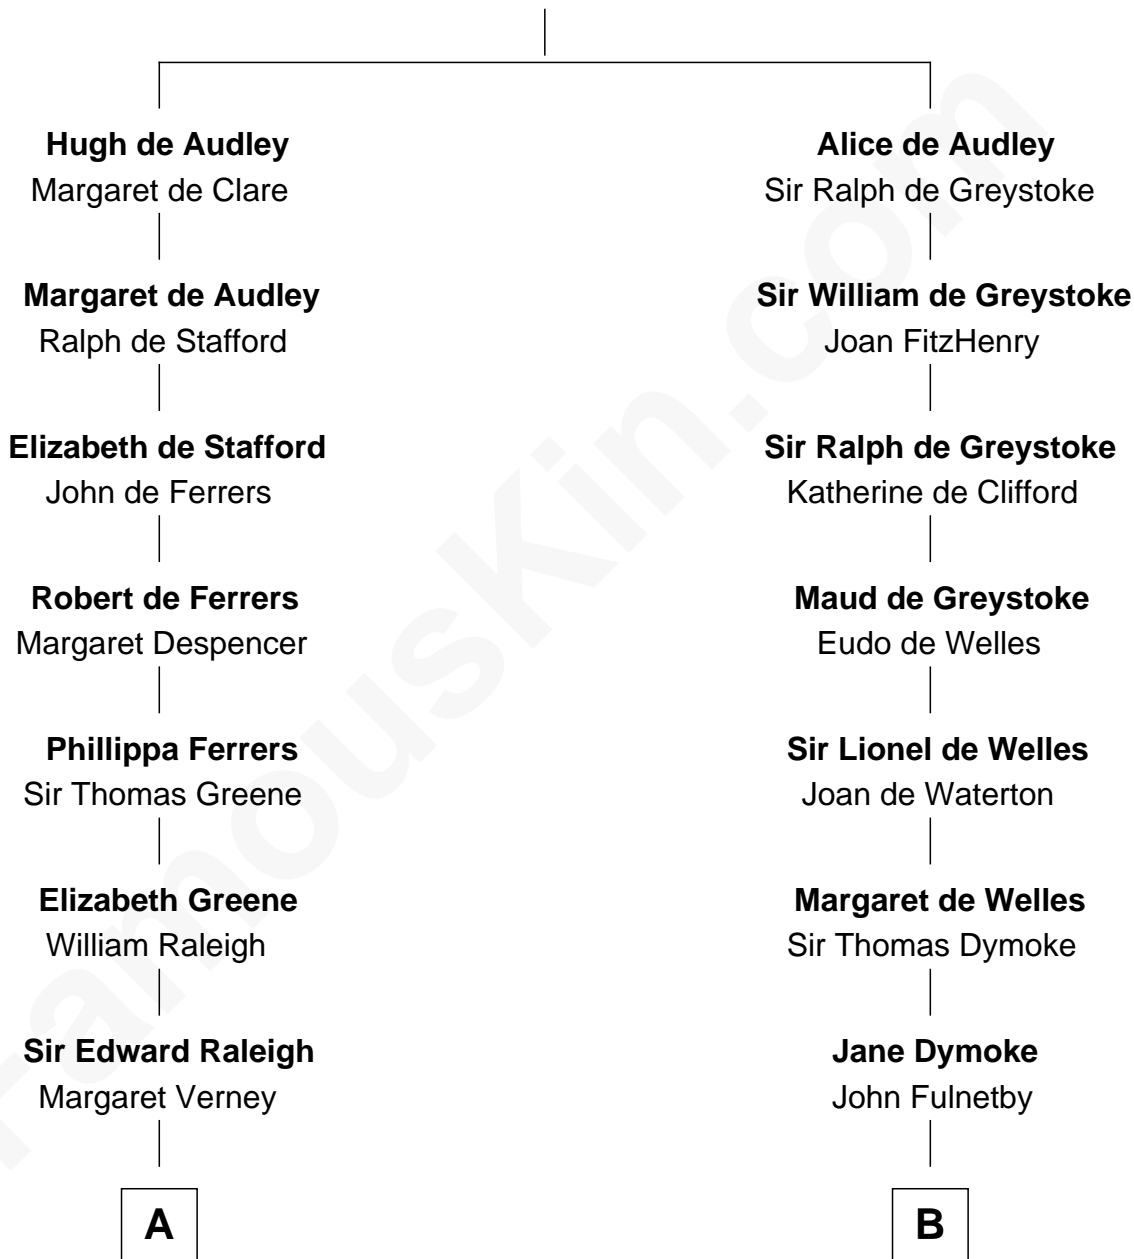 Hugh de Audley
Margaret de Clare
Margaret de Audley
Ralph de Stafford
Elizabeth de Stafford
John de Ferrers
Robert de Ferrers
Margaret Despencer
Phillippa Ferrers
Sir Thomas Greene
Elizabeth Greene
William Raleigh
Sir Edward Raleigh
Margaret Verney
A
Alice de Audley
Sir Ralph de Greystoke
Sir William de Greystoke
Joan FitzHenry
Sir Ralph de Greystoke
Katherine de Clifford
Maud de Greystoke
Eudo de Welles
Sir Lionel de Welles
Joan de Waterton
Margaret de Welles
Sir Thomas Dymoke
Jane Dymoke
John Fulnetby
B
FamousKin.com